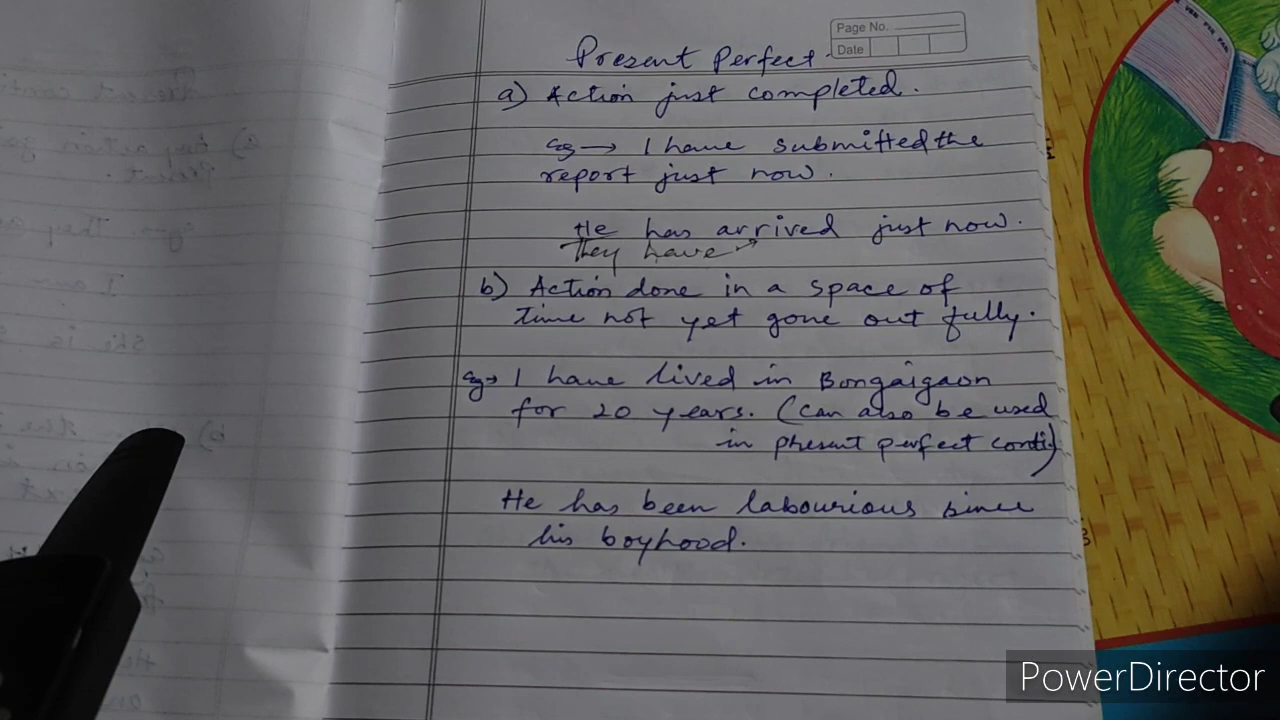 Page No.
Date
Present Perfect.
a) Action just completed.
eg → I have submitted the
report just now.
He has arrived just now.
They have →
b) Action done in a space of
time not yet gone out fully.
eg→ I have lived in Bongaigaon
for 20 years. (can also be used
in phesent perfect conti)
He has been labourious since
his boyhood.
PowerDirector